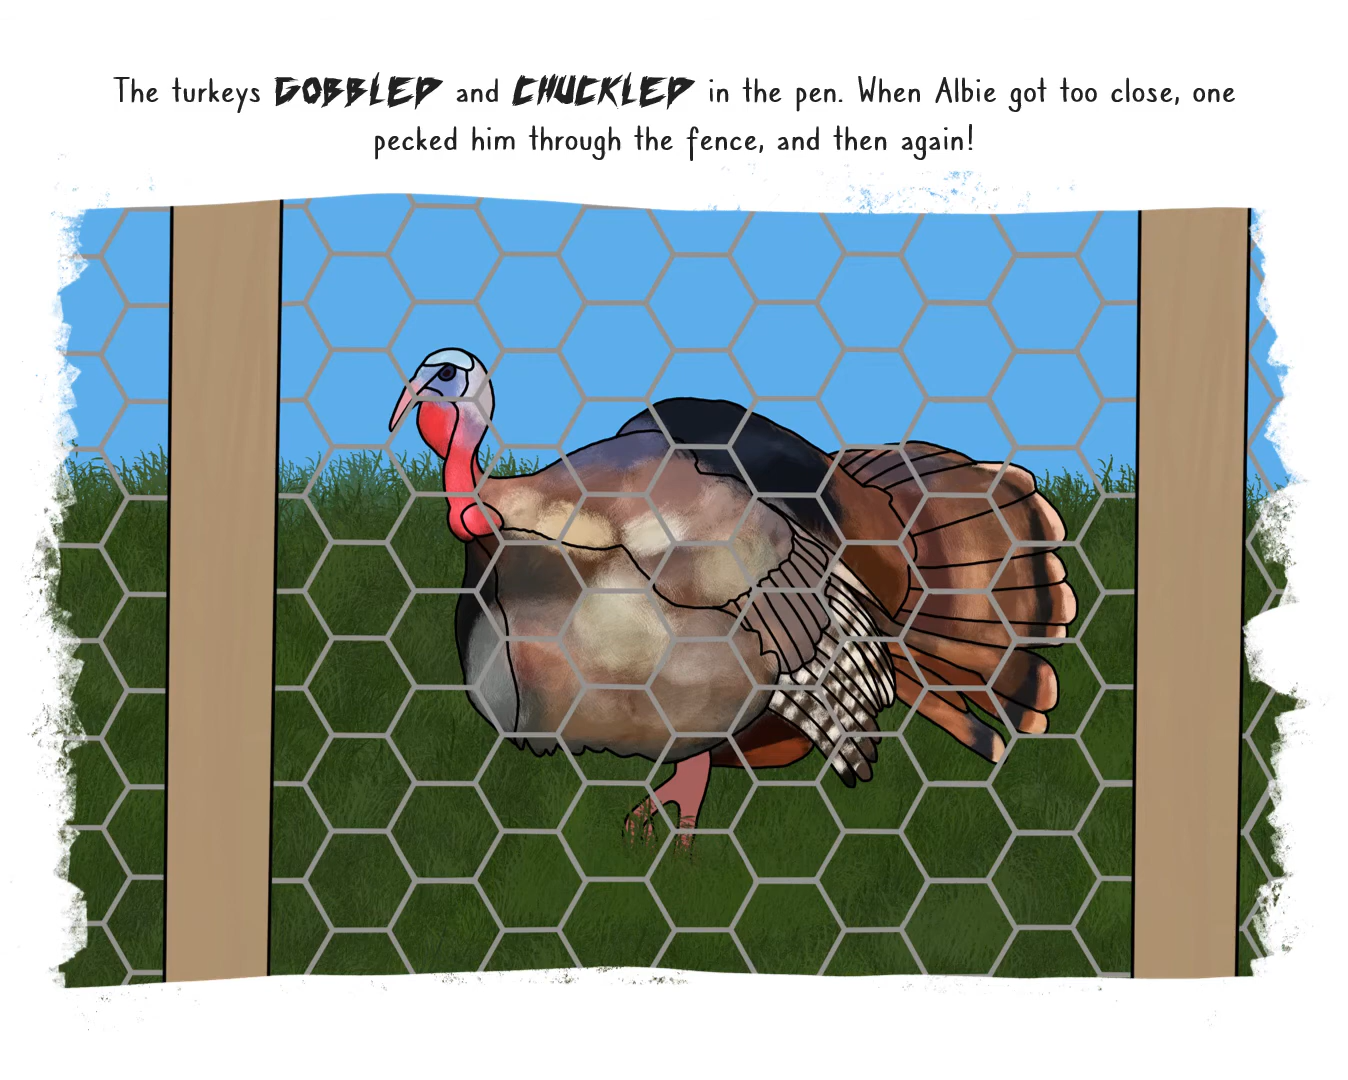 The turkeys GOBBLED and CHUCKLED in the pen. When Albie got too close, one
pecked him through the fence, and then again!